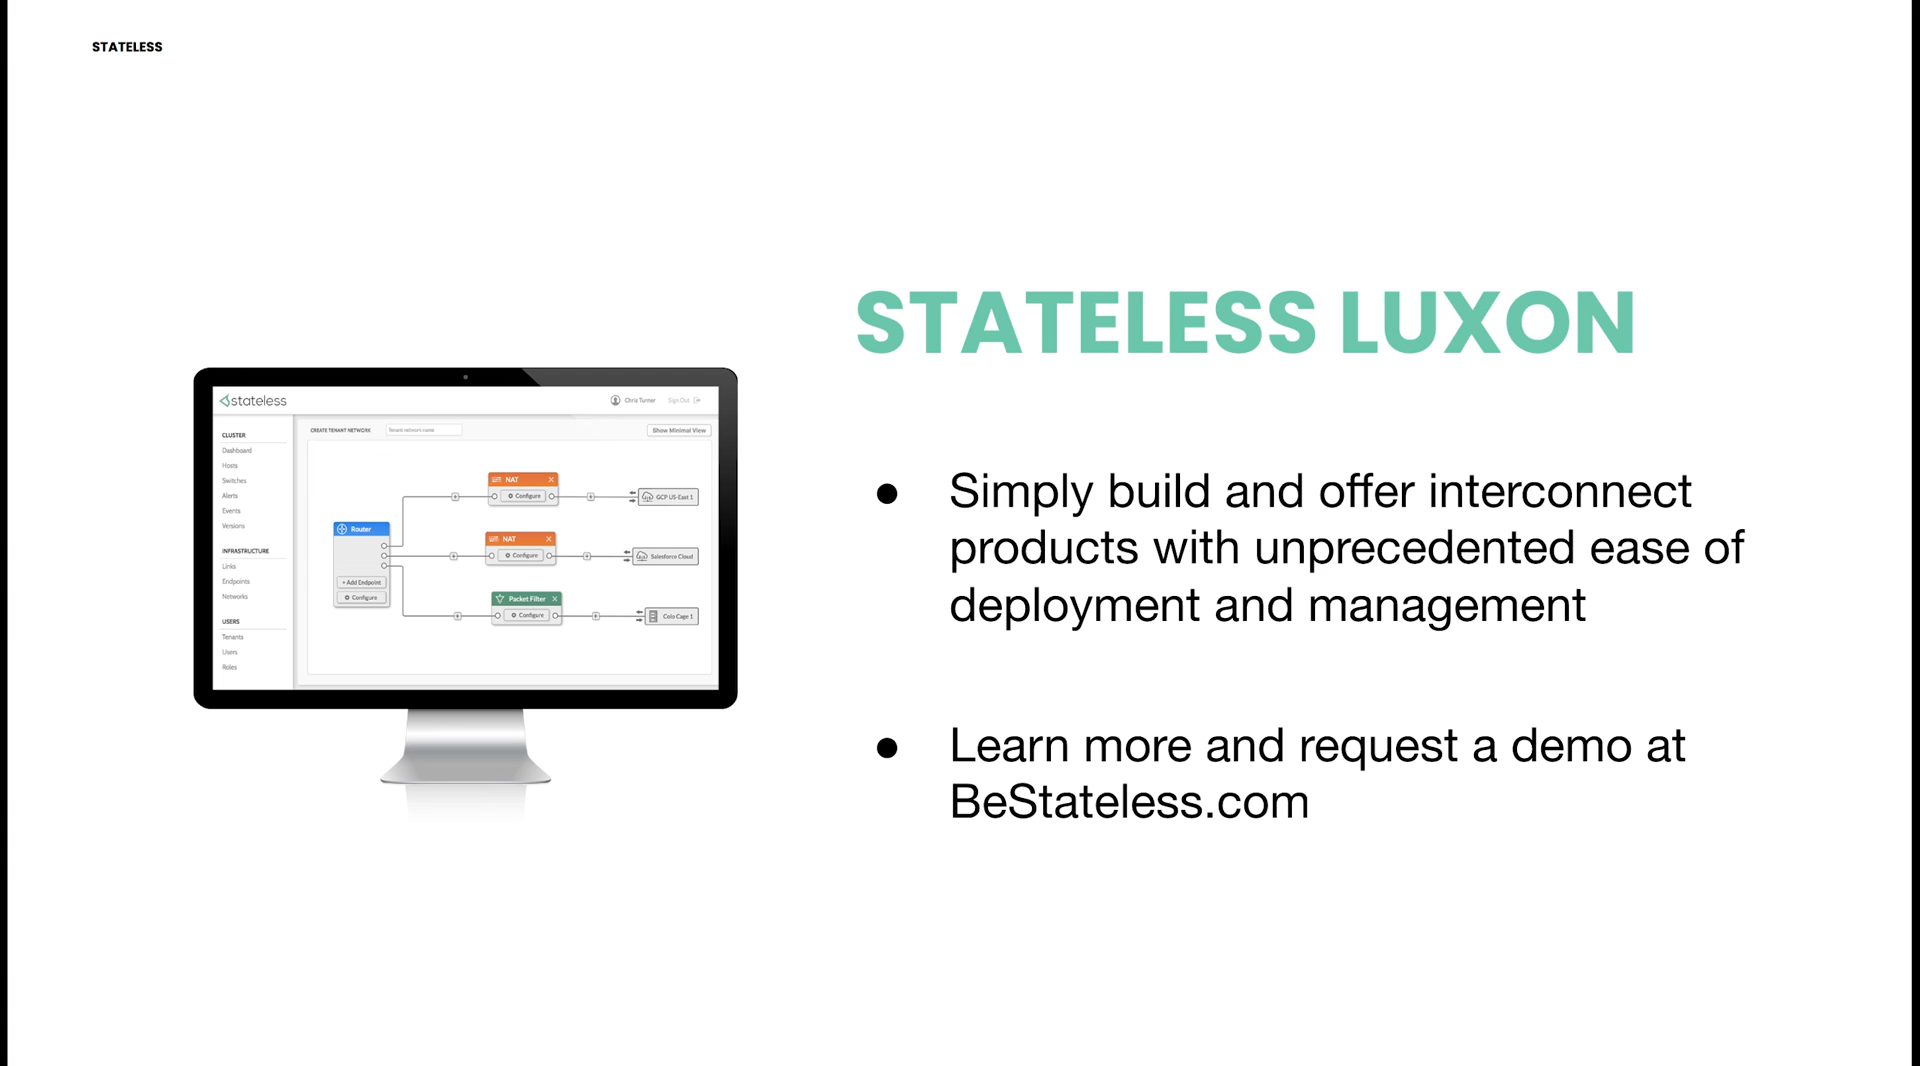 STATELESS
STATELESS LUXON
stateless
Chris Turner
Sign Out
CREATE TENANT NETWORK
Tenant network name
Show Minimal View
CLUSTER
Dashboard
Hosts
Switches
Alerts
Events
Versions
INFRASTRUCTURE
Links
Endpoints
Networks
USERS
Tenants
Users
Roles
Router
+ Add Endpoint
Configure
NAT
Configure
GCP US-East 1
NAT
Configure
Salesforce Cloud
Packet Filter
Configure
Colo Cage 1
● Simply build and offer interconnect
products with unprecedented ease of
deployment and management
● Learn more and request a demo at
BeStateless.com